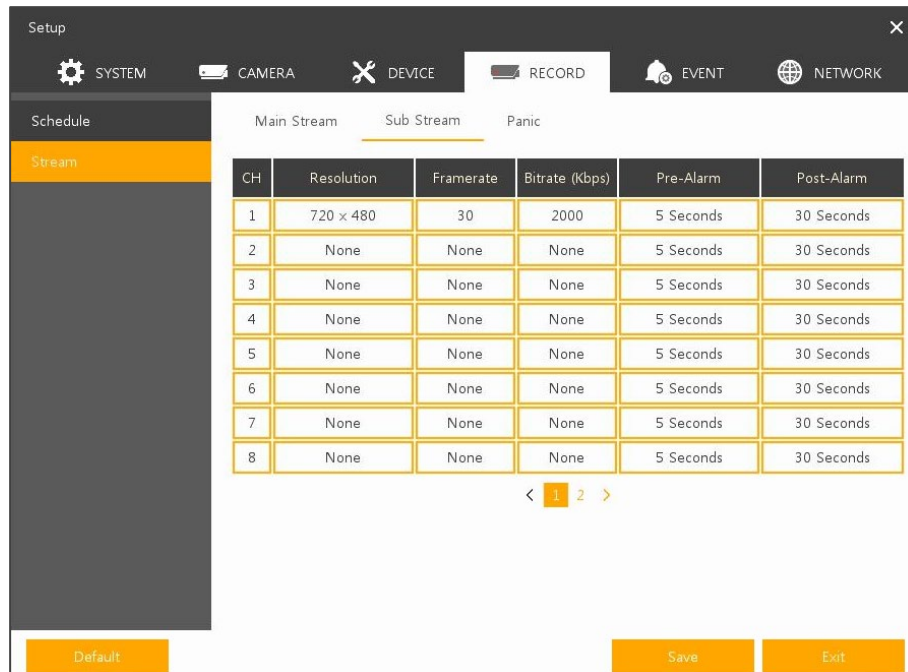 Setup
SYSTEM CAMERA DEVICE RECORD EVENT NETWORK
Schedule
Stream
Main Stream Sub Stream Panic
CH Resolution Framerate Bitrate (Kbps) Pre-Alarm Post-Alarm
1 720 × 480 30 2000 5 Seconds 30 Seconds
2 None None None 5 Seconds 30 Seconds
3 None None None 5 Seconds 30 Seconds
4 None None None 5 Seconds 30 Seconds
5 None None None 5 Seconds 30 Seconds
6 None None None 5 Seconds 30 Seconds
7 None None None 5 Seconds 30 Seconds
8 None None None 5 Seconds 30 Seconds
< 1 2 >
Default Save Exit